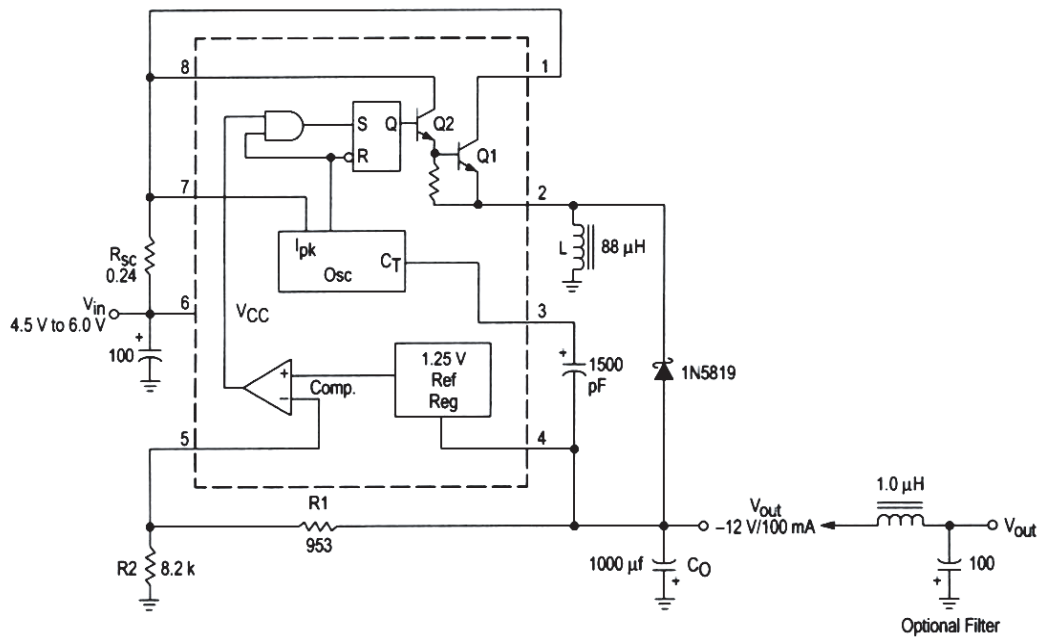 8
1
S
Q
Q2
R
Q1
7
2
Ipk
Osc
CT
L
88 μH
Rsc
0.24
Vin
4.5 V to 6.0 V
6
VCC
3
+
100
+
1500
pF
1N5819
+
−
Comp.
1.25 V
Ref
Reg
5
4
R1
953
R2
8.2 k
Vout
−12 V/100 mA
1.0 μH
Vout
1000 μf
+
CO
100
+
Optional Filter